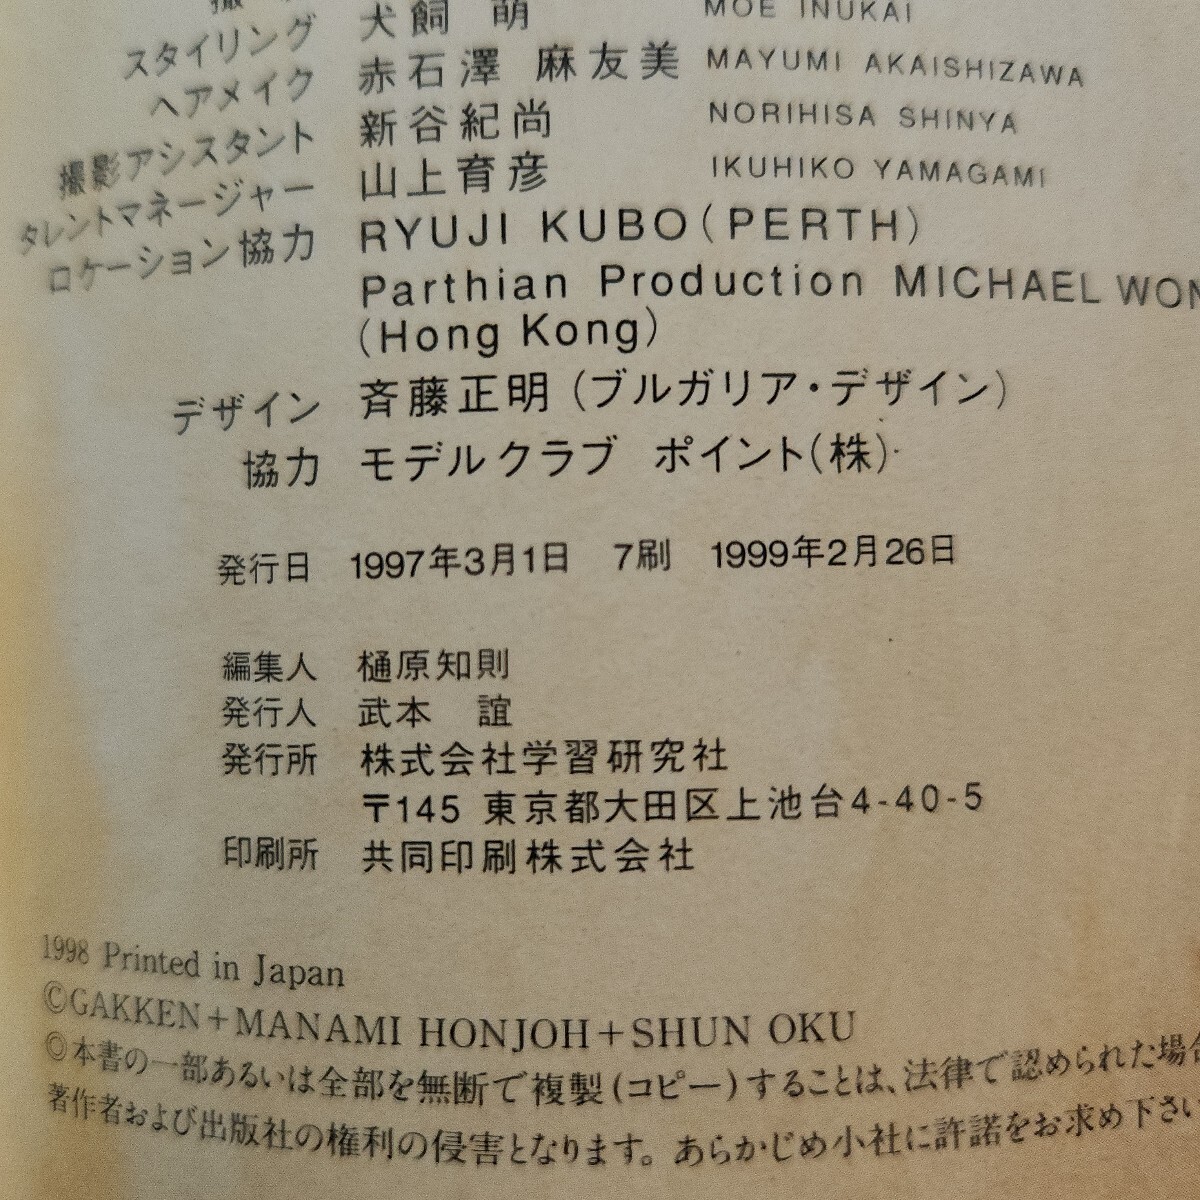 スタイリング 犬飼 萌 MOE INUKAI
ヘアメイク 赤石澤 麻友美 MAYUMI AKAISHIZAWA
撮影アシスタント 新谷紀尚 NORIHISA SHINYA
タレントマネージャー 山上育彦 IKUHIKO YAMAGAMI
ロケーション協力 RYUJI KUBO(PERTH)
Parthian Production MICHAEL
(Hong Kong)
デザイン 斉藤正明(ブルガリア・デザイン)
協力 モデルクラブ ポイント(株)
発行日 1997年3月1日 7刷 1999年2月26日
編集人 樋原知則
発行人 武本 誼
発行所 株式会社学習研究社
〒145 東京都大田区上池台4-40-5
印刷所 共同印刷株式会社
1998 Printed in Japan
©GAKKEN+MANAMI HONJOH+SHUN OKU
◎本書の一部あるいは全部を無断で複製(コピー)することは、法律で認められた場合
著作者および出版社の権利の侵害となります。あらかじめ小社に許諾をお求め下さい